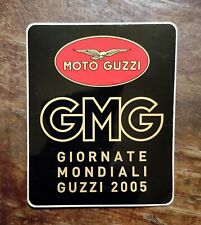 MOTO GUZZI
GMG
GIORNATE
MONDIALI
GUZZI 2005